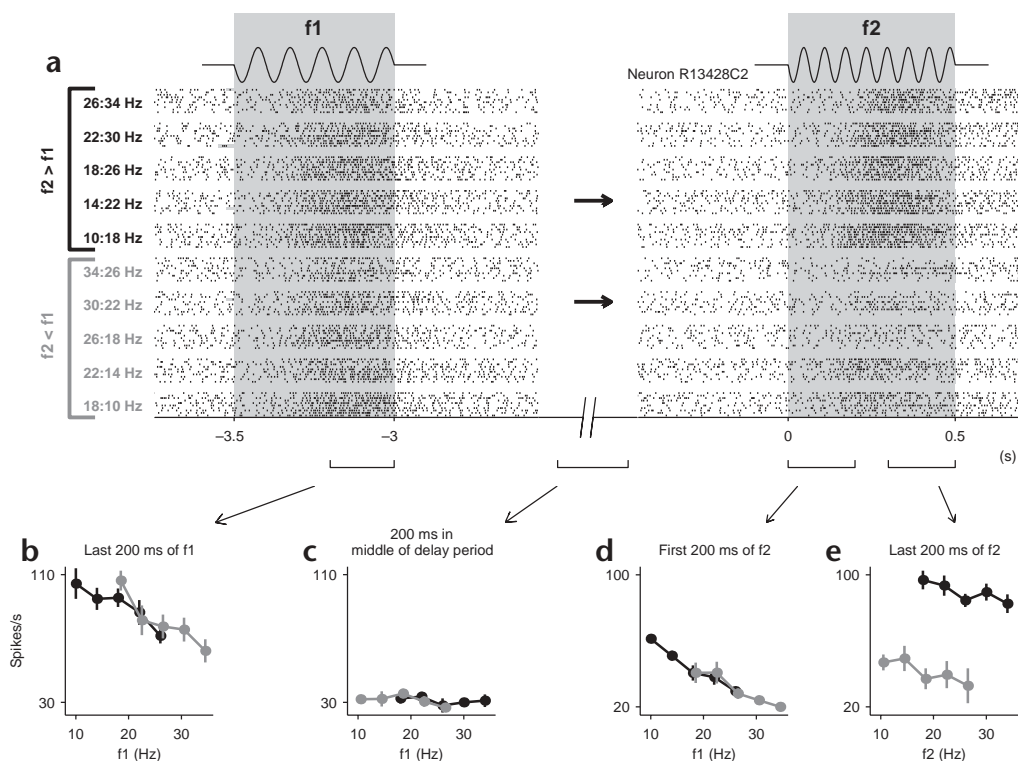 f1
f2
a
Neuron R13428C2
f2 > f1
26:34 Hz
22:30 Hz
18:26 Hz
14:22 Hz
10:18 Hz
f2 < f1
34:26 Hz
30:22 Hz
26:18 Hz
22:14 Hz
18:10 Hz
–3.5
–3
0
0.5
(s)
b
Last 200 ms of f1
110
30
Spikes/s
10
20
30
f1 (Hz)
c
200 ms in
middle of delay period
110
30
10
20
30
f1 (Hz)
d
First 200 ms of f2
100
20
10
20
30
f1 (Hz)
e
Last 200 ms of f2
100
20
10
20
30
f2 (Hz)